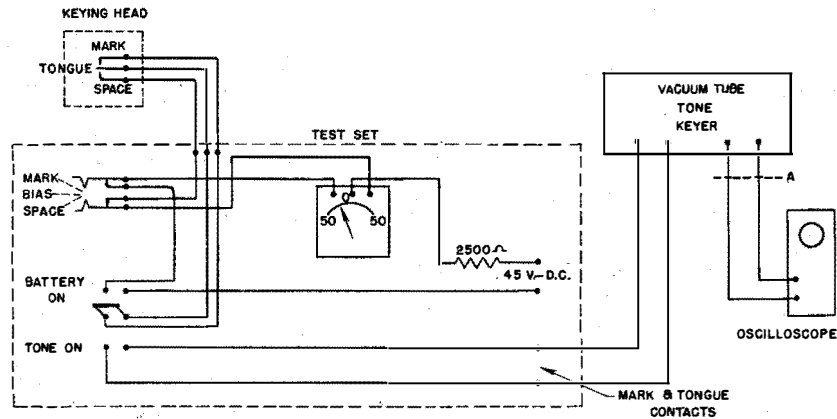 KEYING HEAD
MARK
TONGUE
SPACE
VACUUM TUBE
TONE
KEYER
TEST SET
A
MARK
BIAS
SPACE
0
50 50
2500Ω
45 V.-D.C.
BATTERY
ON
OSCILLOSCOPE
TONE ON
MARK & TONGUE
CONTACTS